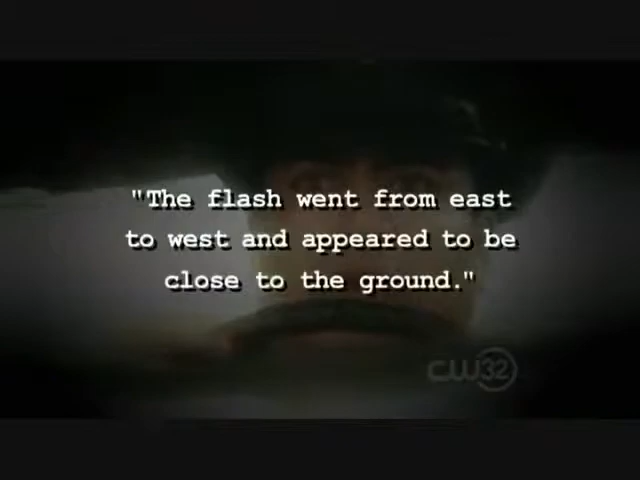 "The flash went from east
to west and appeared to be
close to the ground."
CW32